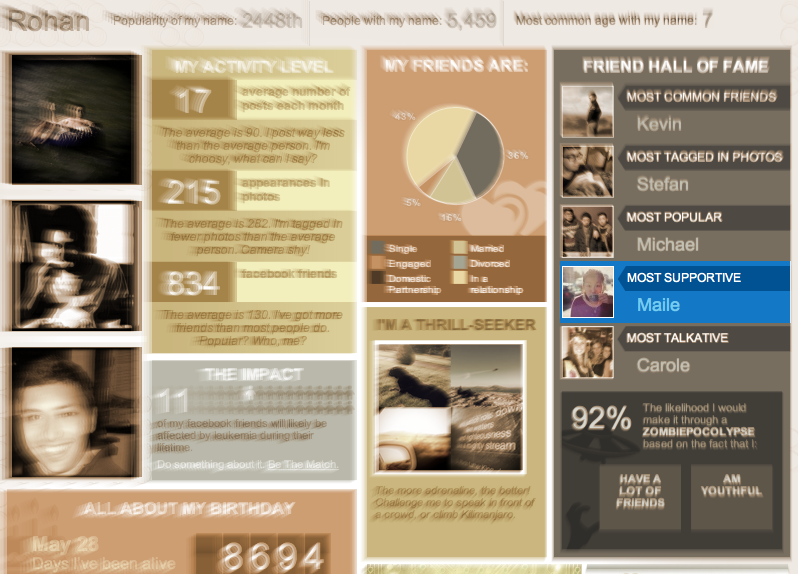 Rohan
Popularity of my name: 2448th
People with my name: 5,459
Most common age with my name: 7
MY ACTIVITY LEVEL
17
average number of
posts each month
The average is 90. I post way less
than the average person. I'm
choosy, what can I say?
215
appearances in
photos
The average is 262. I'm tagged in
fewer photos than the average
person. Camera shy!
834
facebook friends
The average is 130. I've got more
friends than most people do.
Popular? Who, me?
THE IMPACT
11
of my facebook friends will likely be
affected by leukemia during their
lifetime.
Do something about it. Be The Match.
ALL ABOUT MY BIRTHDAY
May 28
Days I've been alive
8694
MY FRIENDS ARE:
43%
36%
5%
16%
Single
Married
Engaged
Divorced
Domestic
Partnership
In a
relationship
I'M A THRILL-SEEKER
The more adrenaline, the better!
Challenge me to speak in front of
a crowd, or climb Kilimanjaro.
FRIEND HALL OF FAME
MOST COMMON FRIENDS
Kevin
MOST TAGGED IN PHOTOS
Stefan
MOST POPULAR
Michael
MOST SUPPORTIVE
Maile
MOST TALKATIVE
Carole
92%
The likelihood I would
make it through a
ZOMBIEPOCOLYPSE
based on the fact that I:
HAVE A
LOT OF
FRIENDS
AM
YOUTHFUL